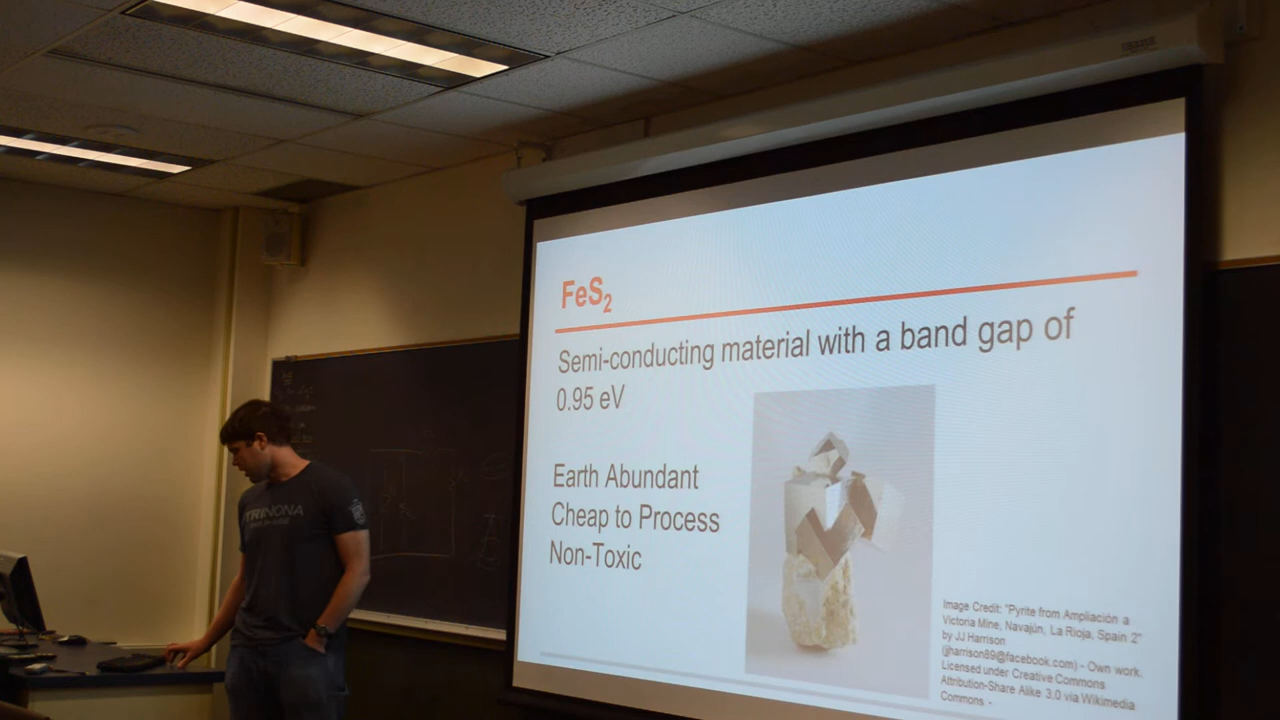 FeS₂
Semi-conducting material with a band gap of
0.95 eV
Earth Abundant
Cheap to Process
Non-Toxic
Image Credit: "Pyrite from Ampliación a
Victoria Mine, Navajún, La Rioja, Spain 2"
by JJ Harrison
(jjharrison89@facebook.com) - Own work.
Licensed under Creative Commons
Attribution-Share Alike 3.0 via Wikimedia
Commons -
TRINONA